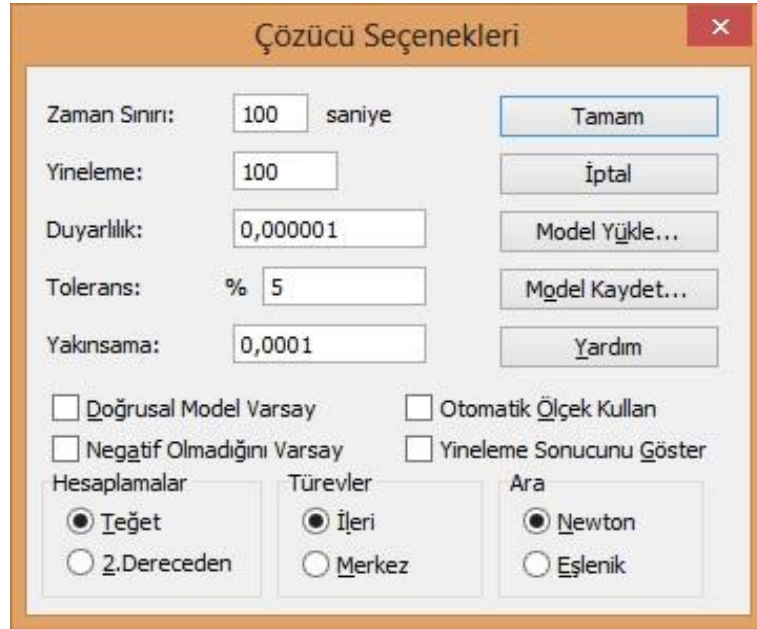 Çözücü Seçenekleri
Zaman Sınırı: 100 saniye Tamam
Yineleme: 100 İptal
Duyarlılık: 0,000001 Model Yükle...
Tolerans: % 5 Model Kaydet...
Yakınsama: 0,0001 Yardım
Doğrusal Model Varsay Otomatik Ölçek Kullan
Negatif Olmadığını Varsay Yineleme Sonucunu Göster
Hesaplamalar Türevler Ara
Teğet İleri Newton
2.Dereceden Merkez Eşlenik